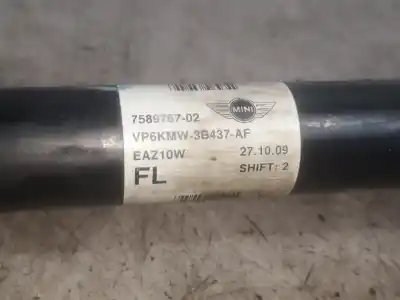 MINI
7589767-02
VP6KMW-3B437-AF
EAZ10W 27.10.09
FL SHIFT: 2